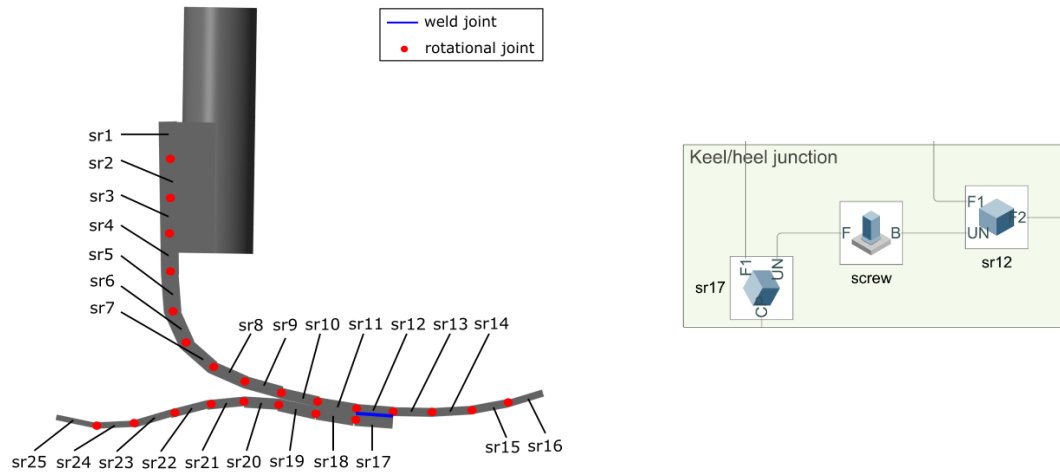 weld joint
rotational joint
sr1
sr2
sr3
sr4
sr5
sr6
sr7
sr8 sr9 sr10 sr11 sr12 sr13 sr14
sr15 sr16
sr25 sr24 sr23 sr22 sr21 sr20 sr19 sr18 sr17
Keel/heel junction
F1
F2
UN
sr12
F B
screw
F1 UN
sr17